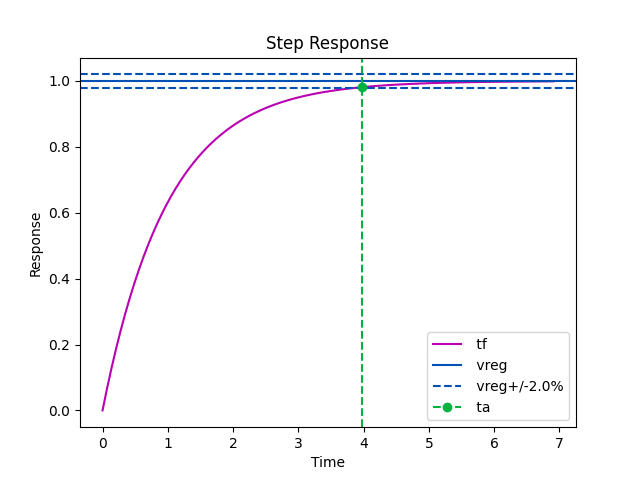 Step Response
Response
1.0
0.8
0.6
0.4
0.2
0.0
0 1 2 3 4 5 6 7
Time
tf
vreg
vreg+/-2.0%
ta